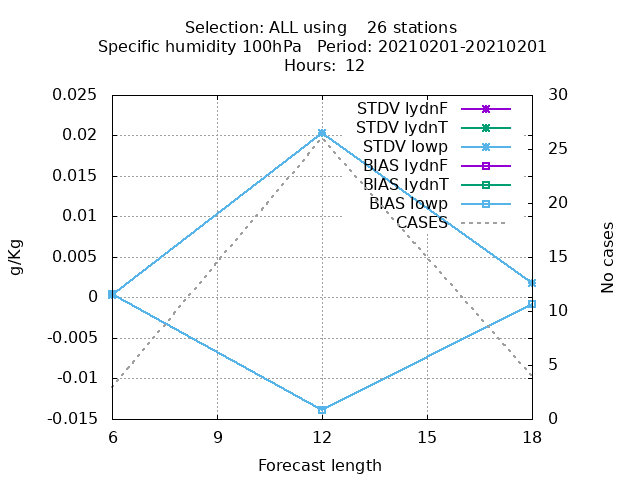 Selection: ALL using    26 stations
Specific humidity 100hPa   Period: 20210201-20210201
Hours: 12
0.025
0.02
0.015
0.01
0.005
0
-0.005
-0.01
-0.015
g/Kg
30
25
20
15
10
5
0
No cases
STDV lydnF
STDV lydnT
STDV lowp
BIAS lydnF
BIAS lydnT
BIAS lowp
CASES
6 9 12 15 18
Forecast length